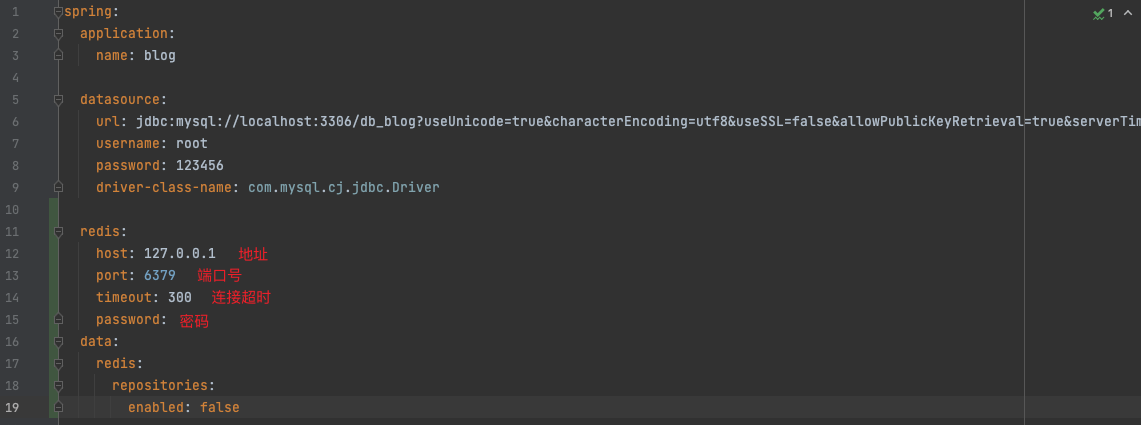 1 spring:
2 application:
3 name: blog
4
5 datasource:
6 url: jdbc:mysql://localhost:3306/db_blog?useUnicode=true&characterEncoding=utf8&useSSL=false&allowPublicKeyRetrieval=true&serverTim
7 username: root
8 password: 123456
9 driver-class-name: com.mysql.cj.jdbc.Driver
10
11 redis:
12 host: 127.0.0.1 地址
13 port: 6379 端口号
14 timeout: 300 连接超时
15 password: 密码
16 data:
17 redis:
18 repositories:
19 enabled: false
1